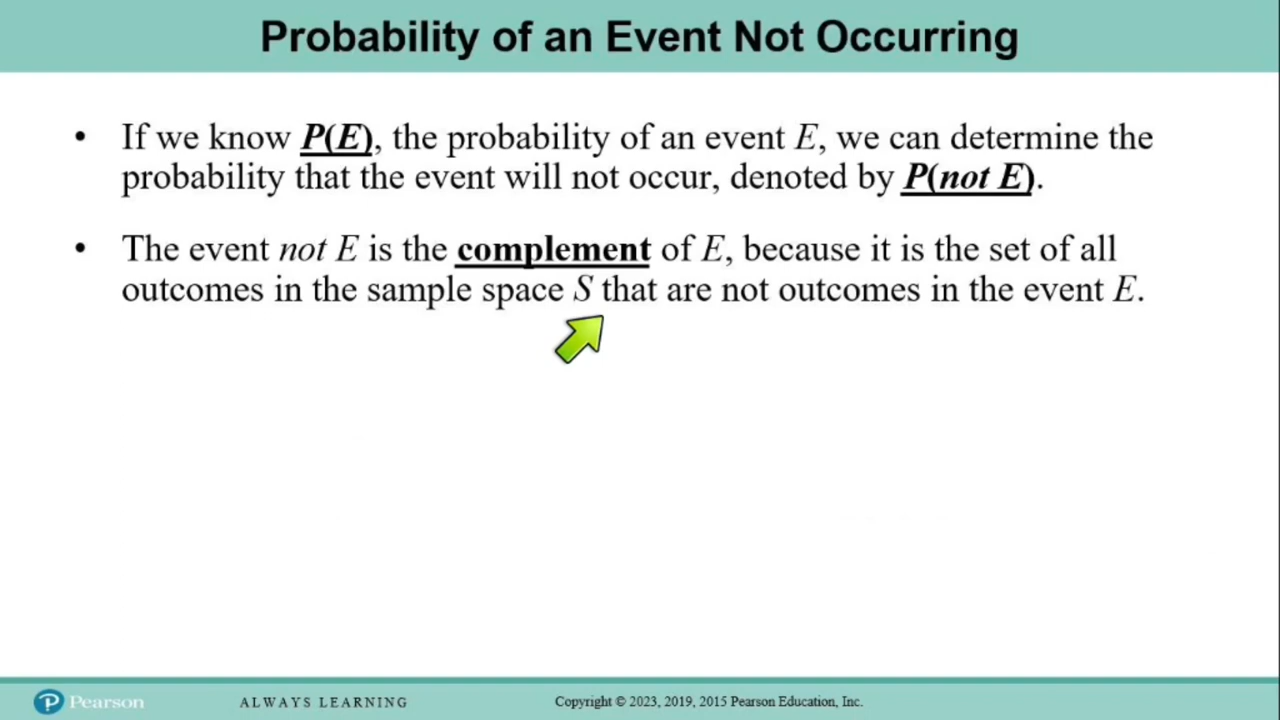 Probability of an Event Not Occurring
• If we know P(E), the probability of an event E, we can determine the
probability that the event will not occur, denoted by P(not E).
• The event not E is the complement of E, because it is the set of all
outcomes in the sample space S that are not outcomes in the event E.
P Pearson ALWAYS LEARNING Copyright © 2023, 2019, 2015 Pearson Education, Inc.